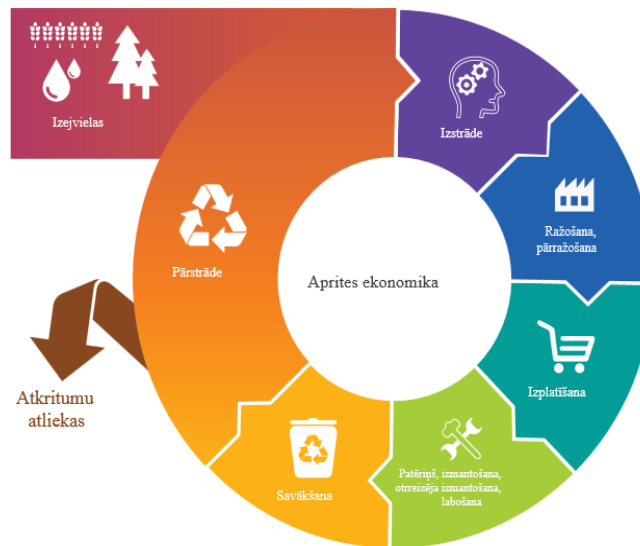 Izejvielas
Izstrāde
Ražošana,
pārražošana
Pārstrāde
Aprites ekonomika
Izplatīšana
Atkritumu
atliekas
Patēriņš, izmantošana,
otrreizēja izmantošana,
labošana
Savākšana